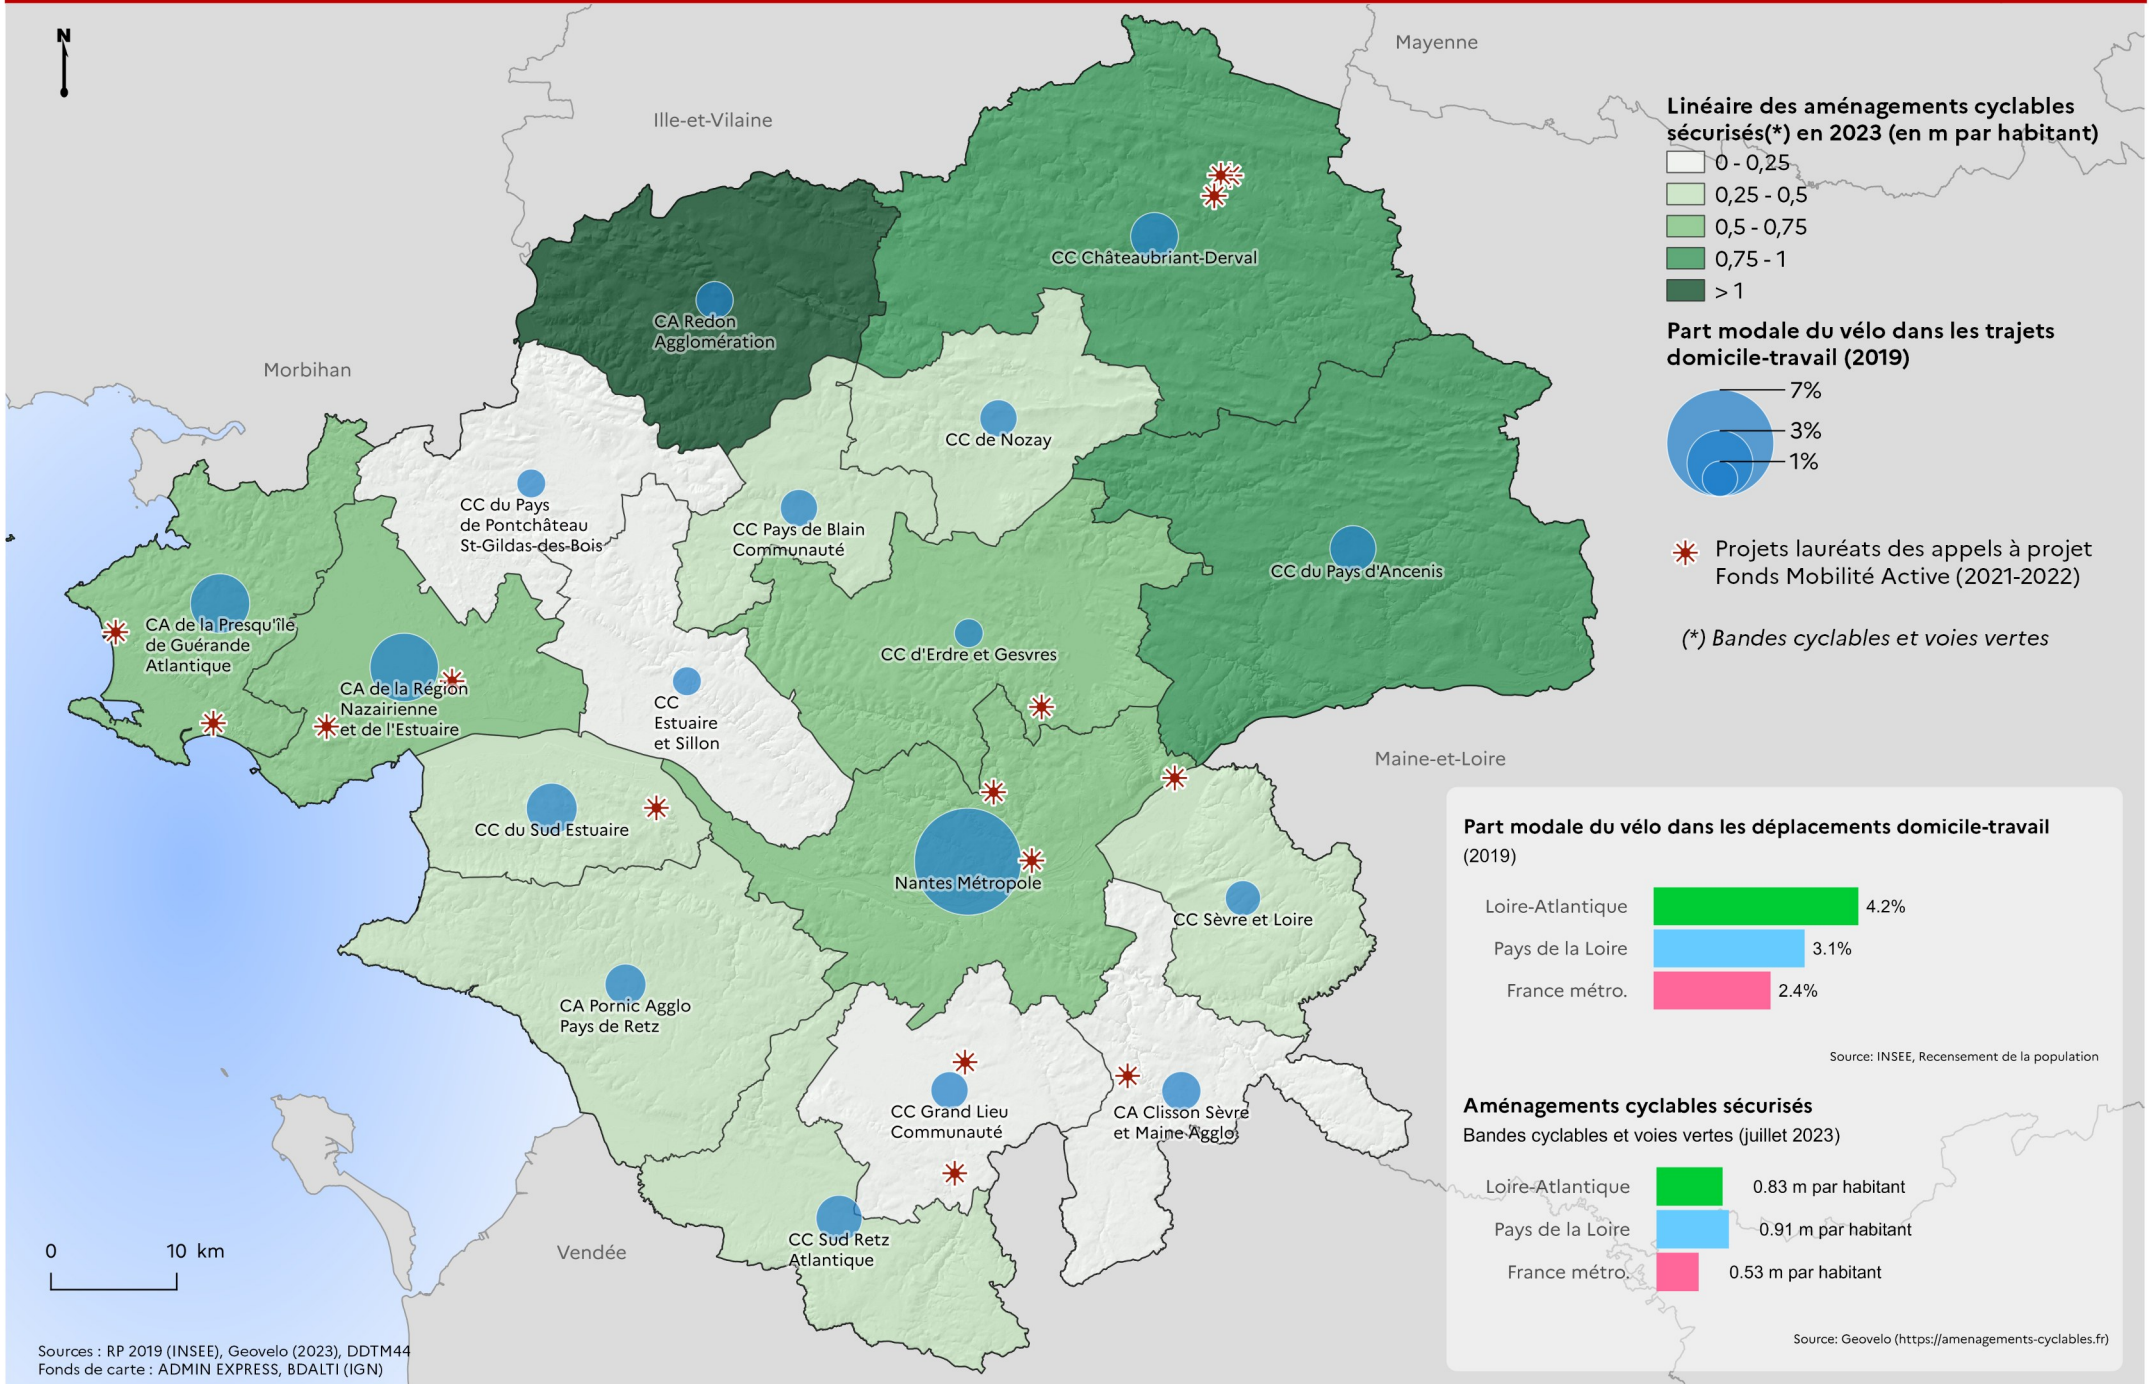 N
Mayenne
Ille-et-Vilaine
Morbihan
Maine-et-Loire
Vendée
CC Châteaubriant-Derval
CA Redon
Agglomération
CC de Nozay
CC du Pays
de Pontchâteau
St-Gildas-des-Bois
CC Pays de Blain
Communauté
CC du Pays d'Ancenis
CA de la Presqu'île
de Guérande
Atlantique
CC d'Erdre et Gesvres
CA de la Région
Nazairienne
et de l'Estuaire
CC
Estuaire
et Sillon
CC du Sud Estuaire
Nantes Métropole
CC Sèvre et Loire
CA Pornic Agglo
Pays de Retz
CC Grand Lieu
Communauté
CA Clisson Sèvre
et Maine Agglo
CC Sud Retz
Atlantique
0 10 km
Sources : RP 2019 (INSEE), Geovelo (2023), DDTM44
Fonds de carte : ADMIN EXPRESS, BDALTI (IGN)
Linéaire des aménagements cyclables
sécurisés(*) en 2023 (en m par habitant)
0 - 0,25
0,25 - 0,5
0,5 - 0,75
0,75 - 1
> 1
Part modale du vélo dans les trajets
domicile-travail (2019)
7%
3%
1%
Projets lauréats des appels à projet
Fonds Mobilité Active (2021-2022)
(*) Bandes cyclables et voies vertes
Part modale du vélo dans les déplacements domicile-travail
(2019)
Loire-Atlantique 4.2%
Pays de la Loire 3.1%
France métro. 2.4%
Source: INSEE, Recensement de la population
Aménagements cyclables sécurisés
Bandes cyclables et voies vertes (juillet 2023)
Loire-Atlantique 0.83 m par habitant
Pays de la Loire 0.91 m par habitant
France métro. 0.53 m par habitant
Source: Geovelo (https://amenagements-cyclables.fr)